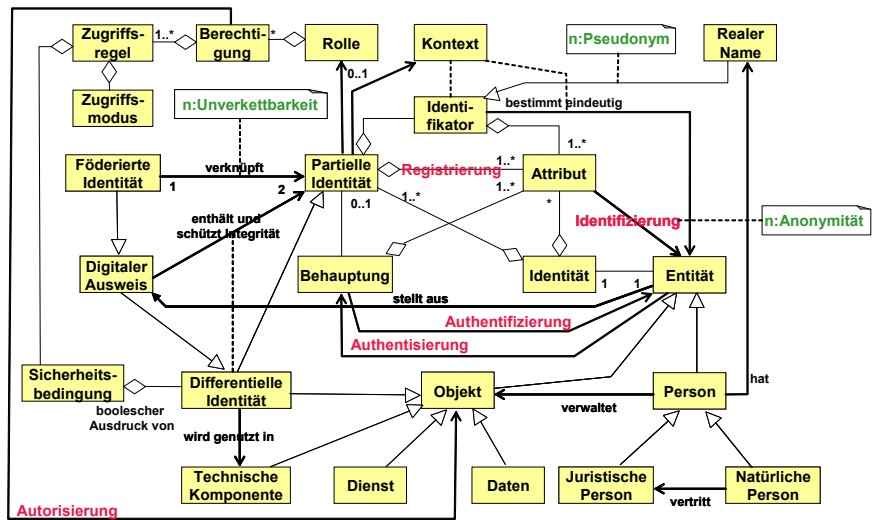 Zugriffs-
regel
1..*
Berechti-
gung
*
Rolle
Kontext
n:Pseudonym
Realer
Name
0..1
Zugriffs-
modus
n:Unverkettbarkeit
Identi-
fikator
bestimmt eindeutig
1..*
Föderierte
Identität
1
verknüpft
2
Partielle
Identität
Registrierung
1..*
1..*
Attribut
0..1
1..*
*
enthält und
schützt Integrität
Identifizierung
n:Anonymität
Digitaler
Ausweis
Behauptung
Identität
1
1
Entität
stellt aus
Authentifizierung
Authentisierung
Sicherheits-
bedingung
boolescher
Ausdruck von
Differentielle
Identität
Objekt
verwaltet
Person
hat
wird genutzt in
Technische
Komponente
Dienst
Daten
Juristische
Person
vertritt
Natürliche
Person
Autorisierung